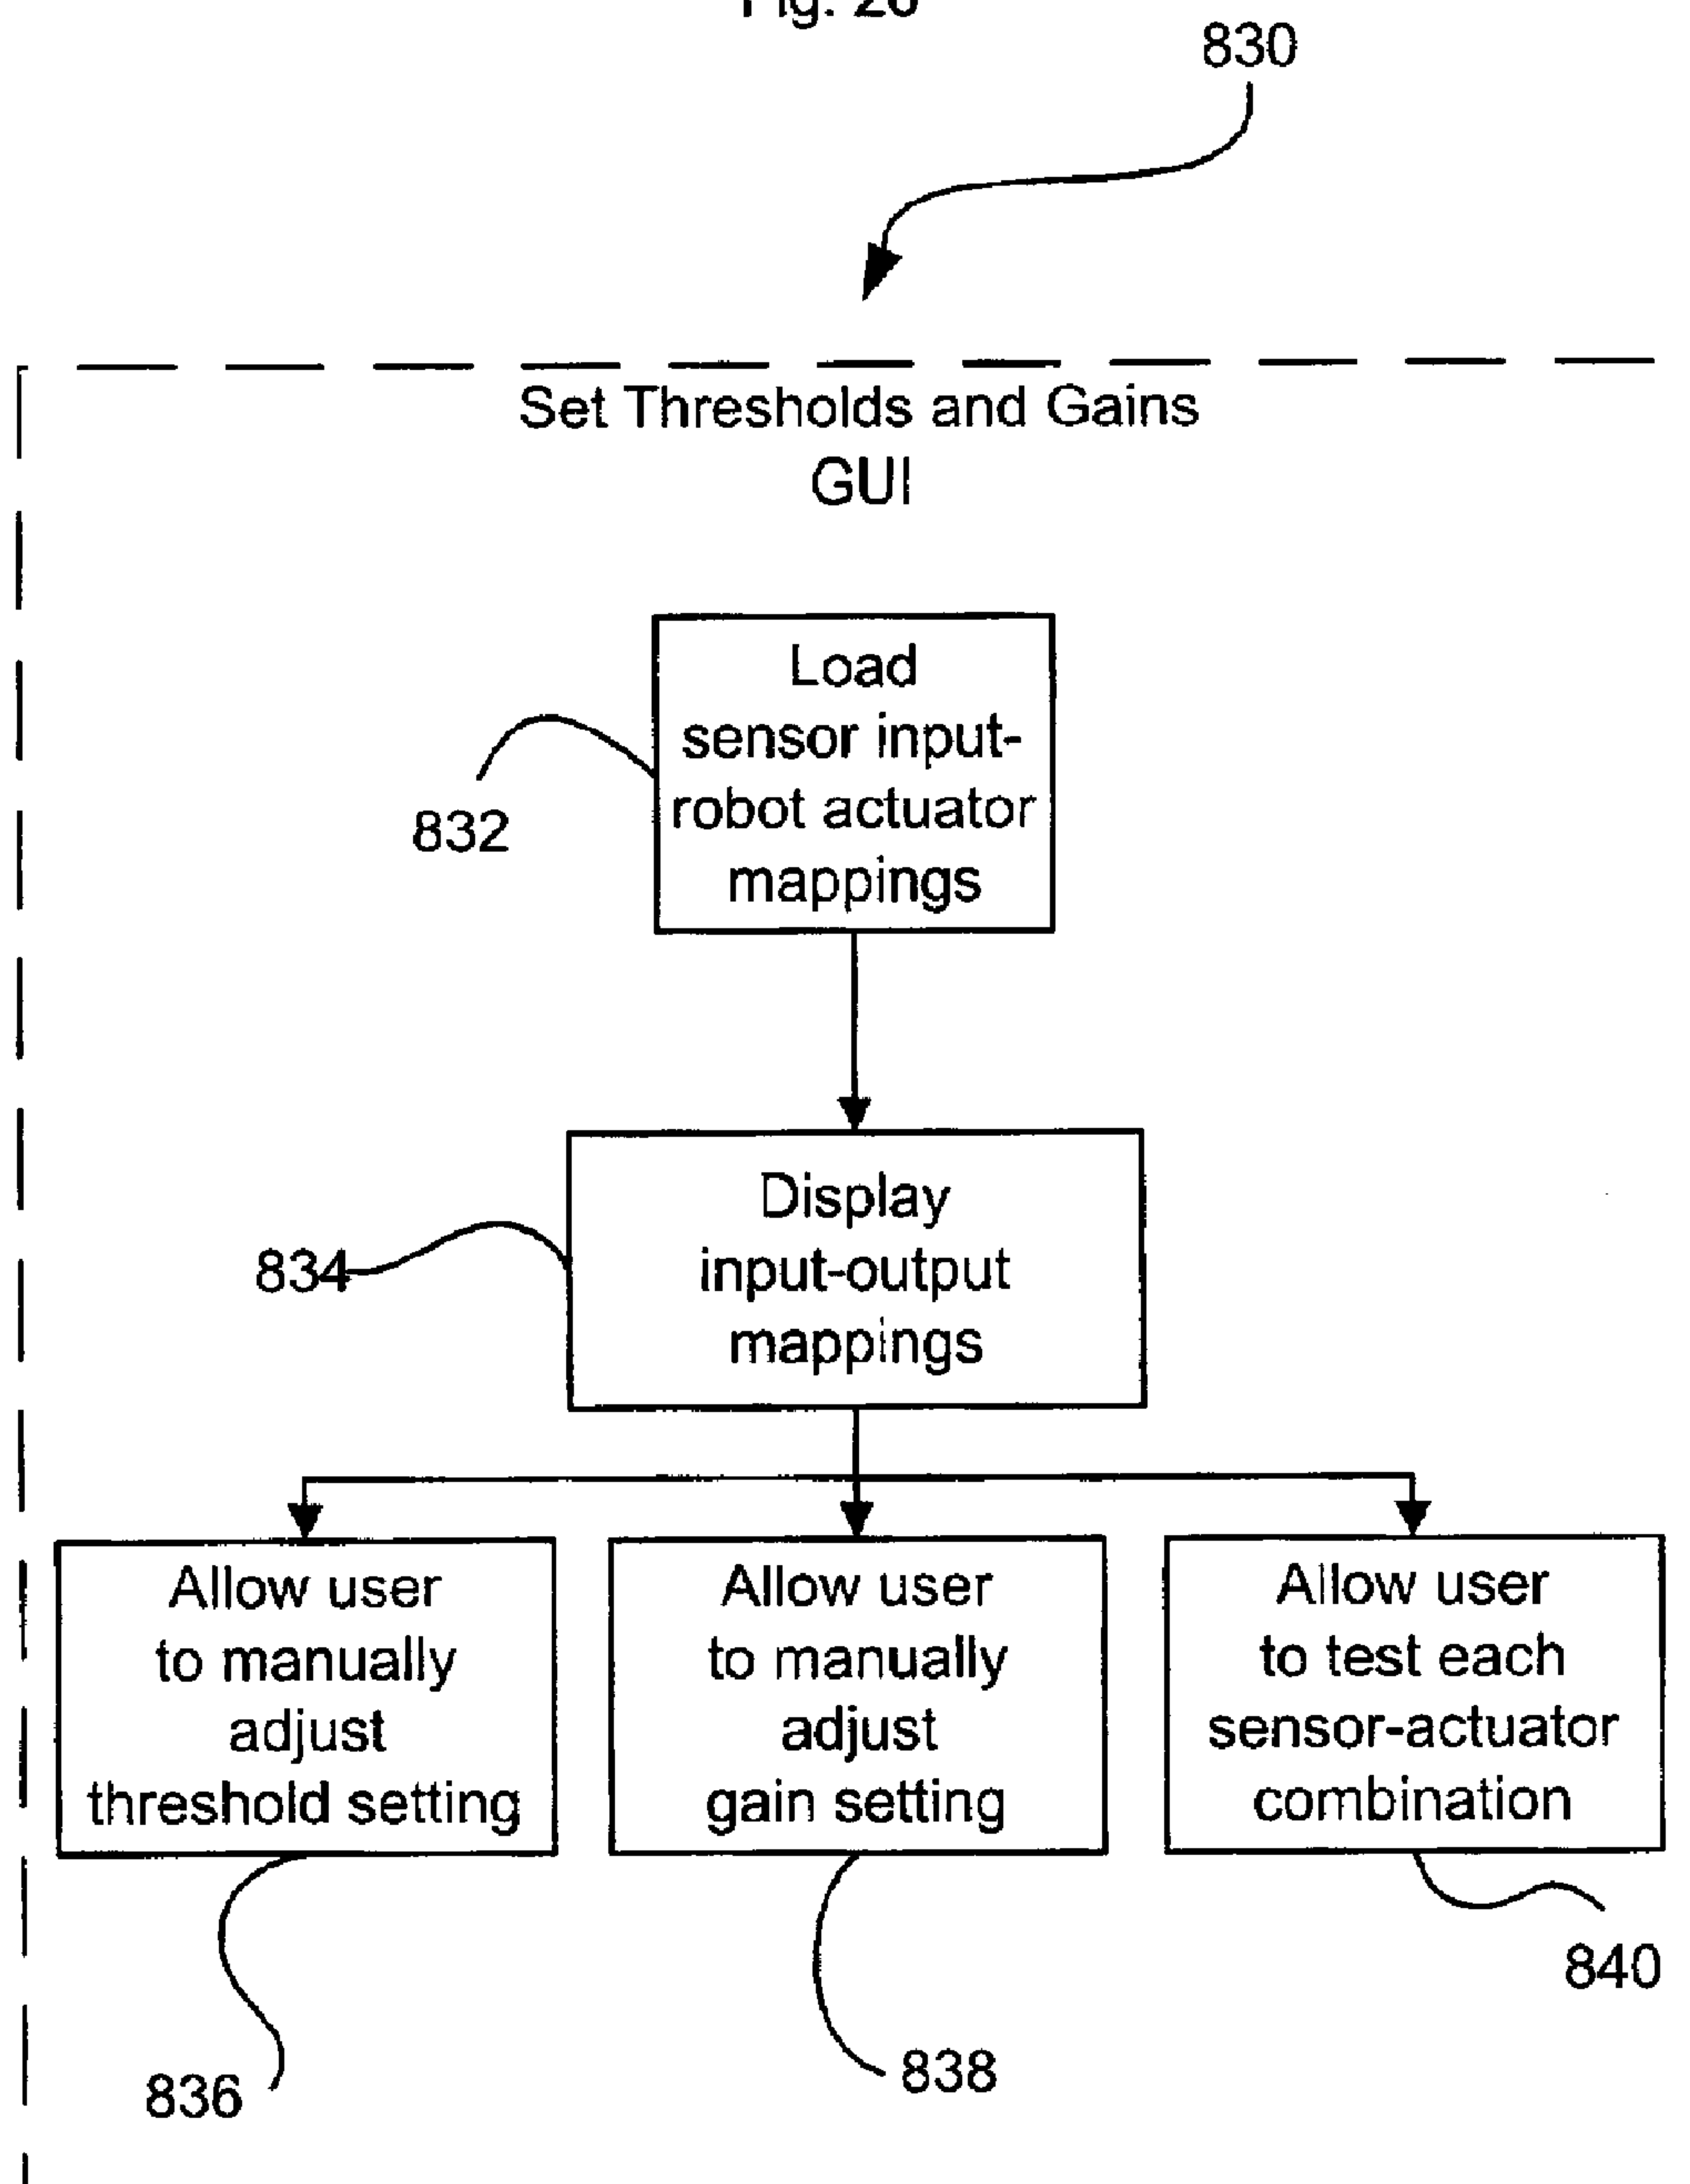 830
Set Thresholds and Gains
GUI
Load
sensor input-
robot actuator
mappings
832
Display
input-output
mappings
834
Allow user
to manually
adjust
threshold setting
Allow user
to manually
adjust
gain setting
Allow user
to test each
sensor-actuator
combination
836
838
840